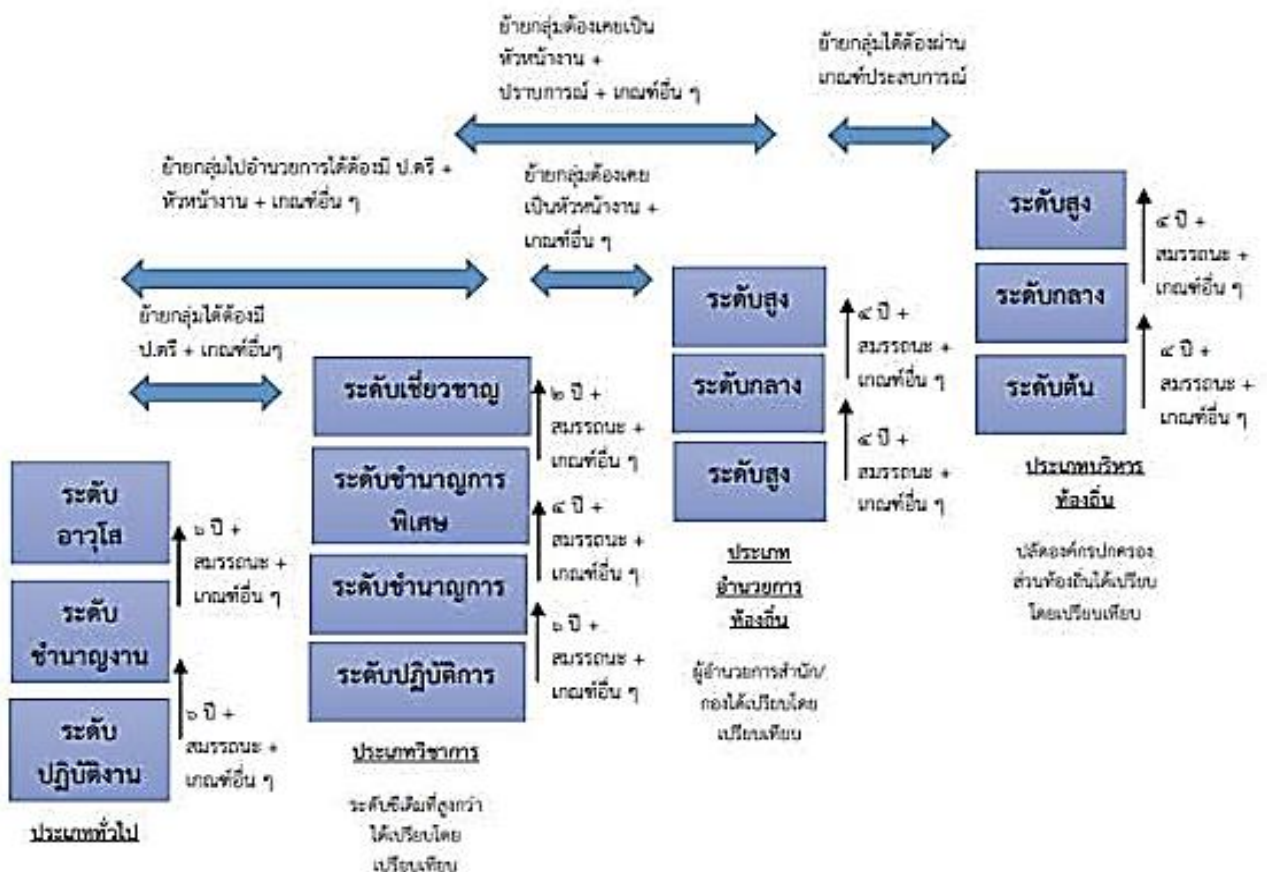 ย้ายกลุ่มต้องเคยเป็น
หัวหน้างาน +
ปราบการณ์ + เกณฑ์อื่น ๆ
ย้ายกลุ่มได้ต้องผ่าน
เกณฑ์ประสบการณ์
ย้ายกลุ่มไปอำนวยการได้ต้องมี ป.ตรี +
หัวหน้างาน + เกณฑ์อื่น ๆ
ย้ายกลุ่มต้องเคย
เป็นหัวหน้างาน +
เกณฑ์อื่น ๆ
ย้ายกลุ่มได้ต้องมี
ป.ตรี + เกณฑ์อื่นๆ
ระดับ
อาวุโส
๖ ปี +
สมรรถนะ +
เกณฑ์อื่น ๆ
ระดับ
ชำนาญงาน
๖ ปี +
สมรรถนะ +
เกณฑ์อื่น ๆ
ระดับ
ปฏิบัติงาน
ประเภททั่วไป
ระดับเชี่ยวชาญ
๒ ปี +
สมรรถนะ +
เกณฑ์อื่น ๆ
ระดับชำนาญการ
พิเศษ
๔ ปี +
สมรรถนะ +
เกณฑ์อื่น ๆ
ระดับชำนาญการ
๖ ปี +
สมรรถนะ +
เกณฑ์อื่น ๆ
ระดับปฏิบัติการ
ประเภทวิชาการ
ระดับซีเดิมที่สูงกว่า
ได้เปรียบโดย
เปรียบเทียบ
ระดับสูง
๔ ปี +
สมรรถนะ +
เกณฑ์อื่น ๆ
ระดับกลาง
๔ ปี +
สมรรถนะ +
เกณฑ์อื่น ๆ
ระดับสูง
ประเภท
อำนวยการ
ท้องถิ่น
ผู้อำนวยการสำนัก/
กองได้เปรียบโดย
เปรียบเทียบ
ระดับสูง
๔ ปี +
สมรรถนะ +
เกณฑ์อื่น ๆ
ระดับกลาง
๔ ปี +
สมรรถนะ +
เกณฑ์อื่น ๆ
ระดับต้น
ประเภทบริหาร
ท้องถิ่น
ปลัดองค์กรปกครอง
ส่วนท้องถิ่นได้เปรียบ
โดยเปรียบเทียบ